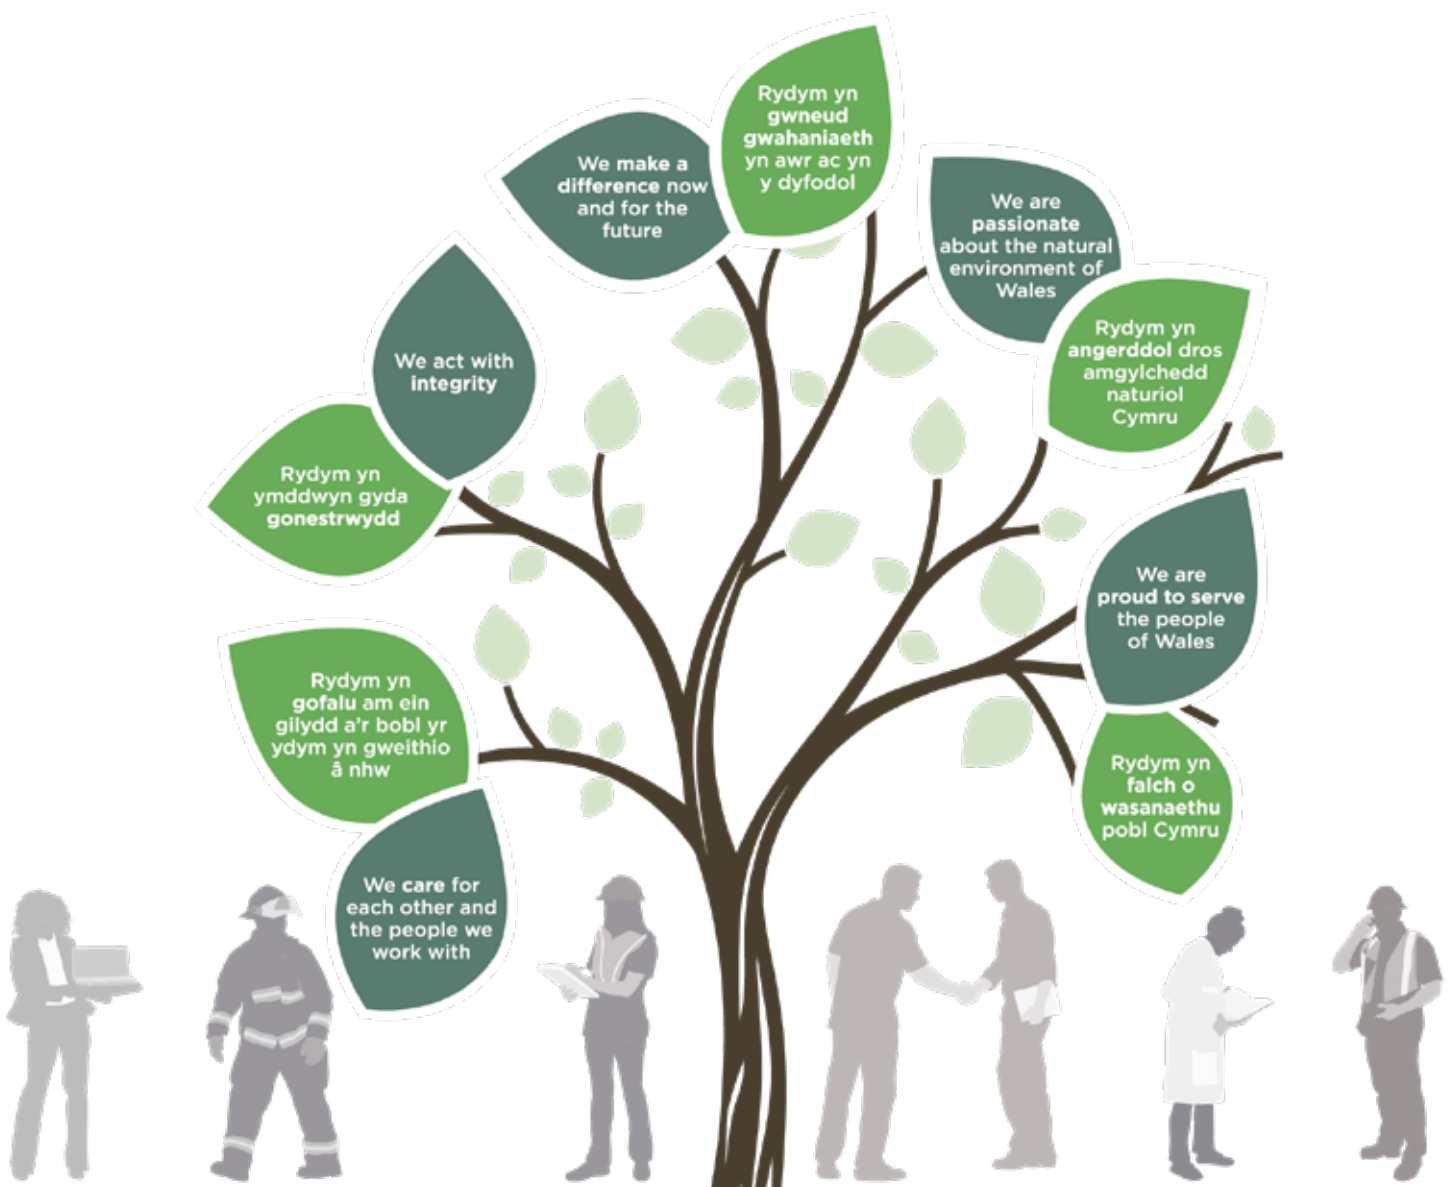 Rydym yn
gwneud
gwahaniaeth
yn awr ac yn
y dyfodol
We make a
difference now
and for the
future
We are
passionate
about the natural
environment of
Wales
Rydym yn
angerddol dros
amgylchedd
naturiol
Cymru
We act with
integrity
Rydym yn
ymddwyn gyda
gonestrwydd
We are
proud to serve
the people
of Wales
Rydym yn
falch o
wasanaethu
pobl Cymru
Rydym yn
gofalu am ein
gilydd a'r bobl yr
ydym yn gweithio
â nhw
We care for
each other and
the people we
work with